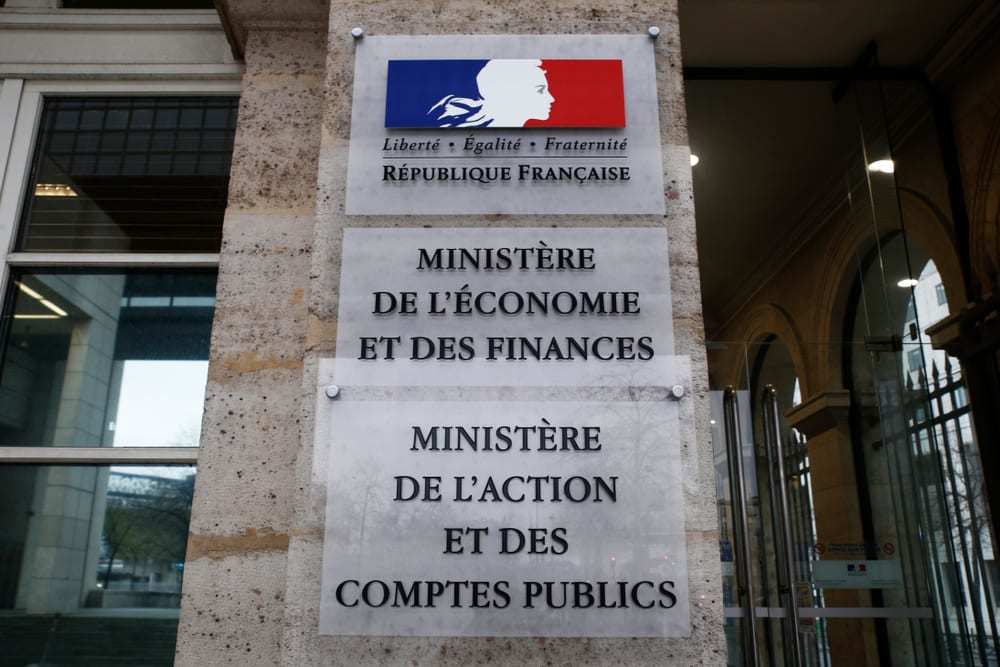 Liberté • Égalité • Fraternité
RÉPUBLIQUE FRANÇAISE
MINISTÈRE
DE L'ÉCONOMIE
ET DES FINANCES
MINISTÈRE
DE L'ACTION
ET DES
COMPTES PUBLICS